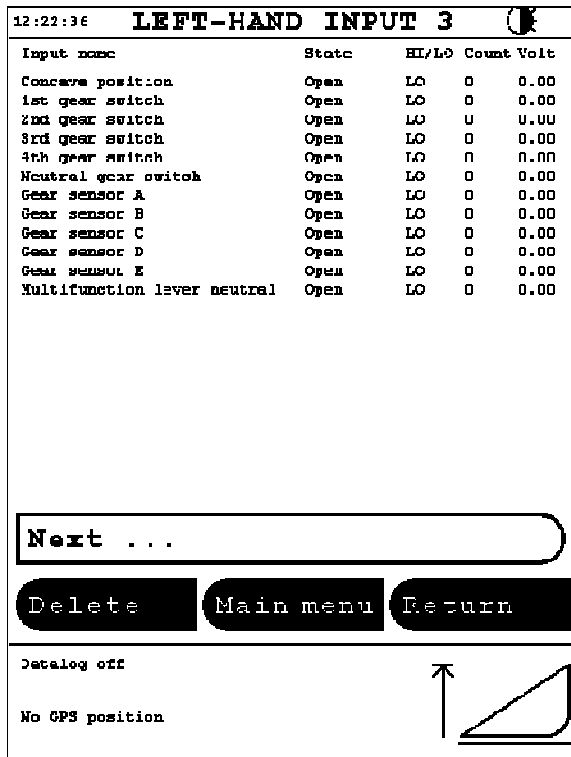 12:22:36 LEFT-HAND INPUT 3
Input name State HI/LO Count Volt
Concave position Open LO 0 0.00
1st gear switch Open LO 0 0.00
2nd gear switch Open LO 0 0.00
3rd gear switch Open LO 0 0.00
4th gear switch Open LO 0 0.00
Neutral gear switch Open LO 0 0.00
Gear sensor A Open LO 0 0.00
Gear sensor B Open LO 0 0.00
Gear sensor C Open LO 0 0.00
Gear sensor D Open LO 0 0.00
Gear sensor E Open LO 0 0.00
Multifunction lever neutral Open LO 0 0.00
Next ...
Delete Main menu Return
Datalog off
No GPS position